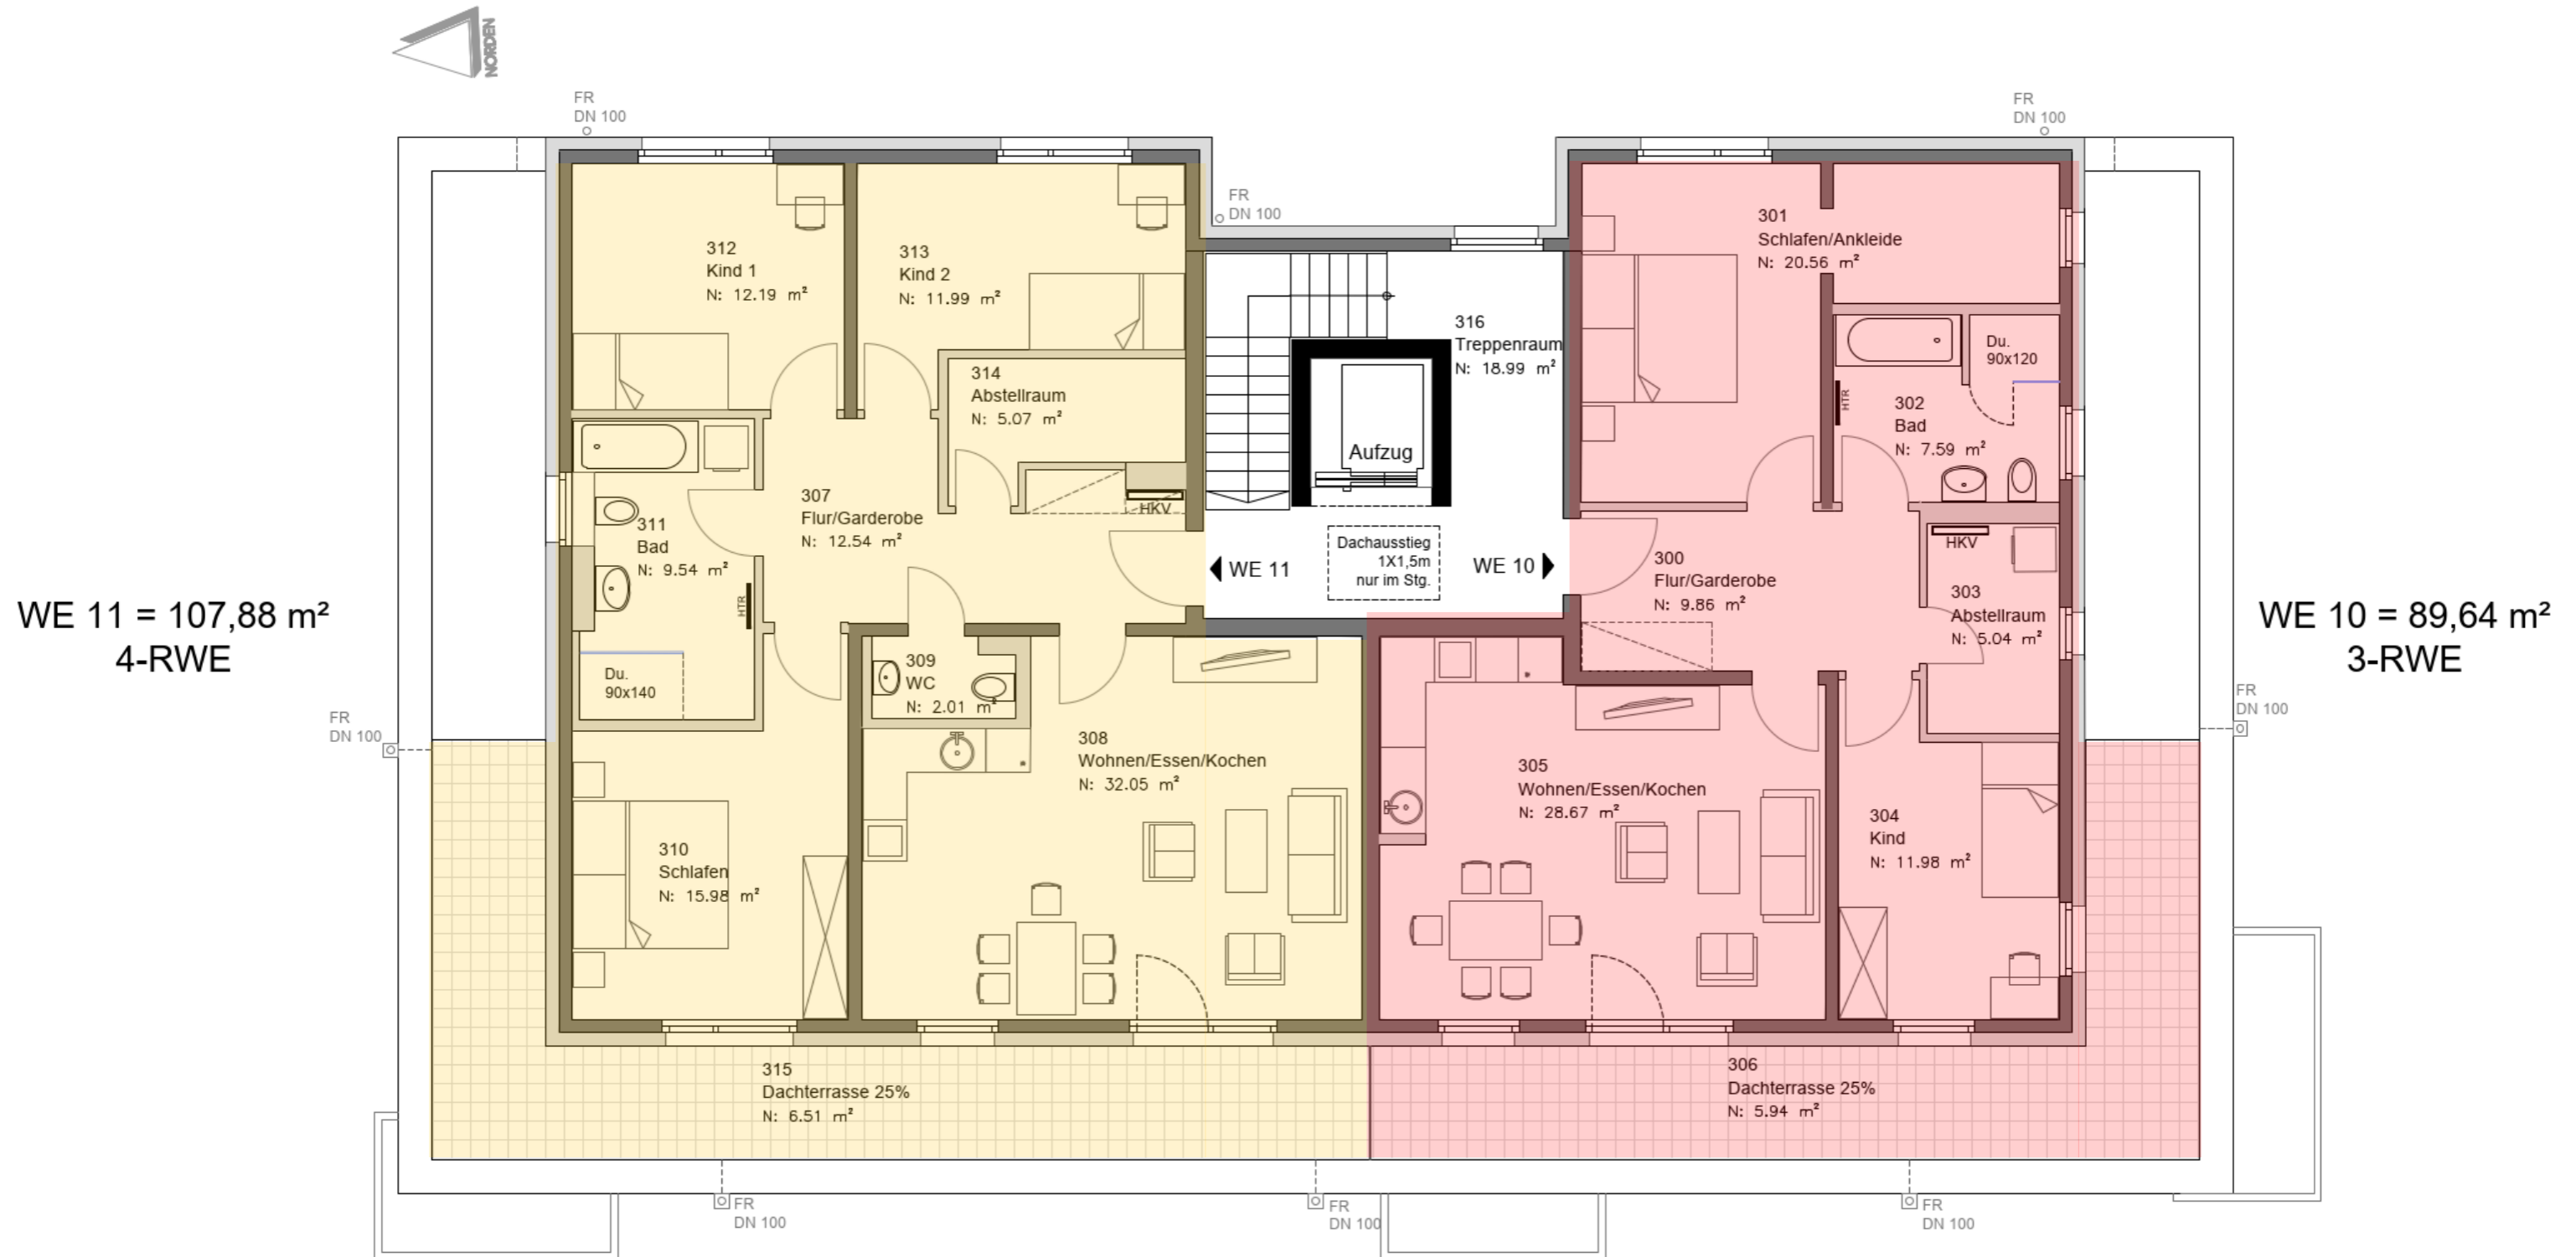 NORDEN
FR
DN 100
FR
DN 100
FR
DN 100
312
Kind 1
N: 12.19 m²
313
Kind 2
N: 11.99 m²
314
Abstellraum
N: 5.07 m²
HKV
307
Flur/Garderobe
N: 12.54 m²
311
Bad
N: 9.54 m²
HTR
Du.
90x140
309
WC
N: 2.01 m²
308
Wohnen/Essen/Kochen
N: 32.05 m²
310
Schlafen
N: 15.98 m²
315
Dachterrasse 25%
N: 6.51 m²
316
Treppenraum
N: 18.99 m²
Aufzug
Dachausstieg
1X1,5m
nur im Stg.
WE 11
WE 10
301
Schlafen/Ankleide
N: 20.56 m²
Du.
90x120
HTR
302
Bad
N: 7.59 m²
HKV
300
Flur/Garderobe
N: 9.86 m²
303
Abstellraum
N: 5.04 m²
305
Wohnen/Essen/Kochen
N: 28.67 m²
304
Kind
N: 11.98 m²
306
Dachterrasse 25%
N: 5.94 m²
WE 11 = 107,88 m²
4-RWE
WE 10 = 89,64 m²
3-RWE
FR
DN 100
FR
DN 100
FR
DN 100
FR
DN 100
FR
DN 100